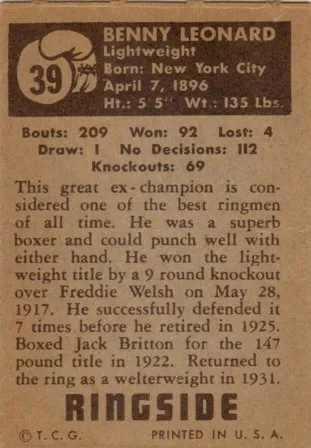 39
BENNY LEONARD
Lightweight
Born: New York City
April 7, 1896
Ht.: 5'5" Wt.: 135 Lbs.
Bouts: 209 Won: 92 Lost: 4
Draw: 1 No Decisions: 112
Knockouts: 69
This great ex-champion is con-
sidered one of the best ringmen
of all time. He was a superb
boxer and could punch well with
either hand. He won the light-
weight title by a 9 round knockout
over Freddie Welsh on May 28,
1917. He successfully defended it
7 times before he retired in 1925.
Boxed Jack Britton for the 147
pound title in 1922. Returned to
the ring as a welterweight in 1931.
RINGSIDE
© T. C. G. PRINTED IN U. S. A.